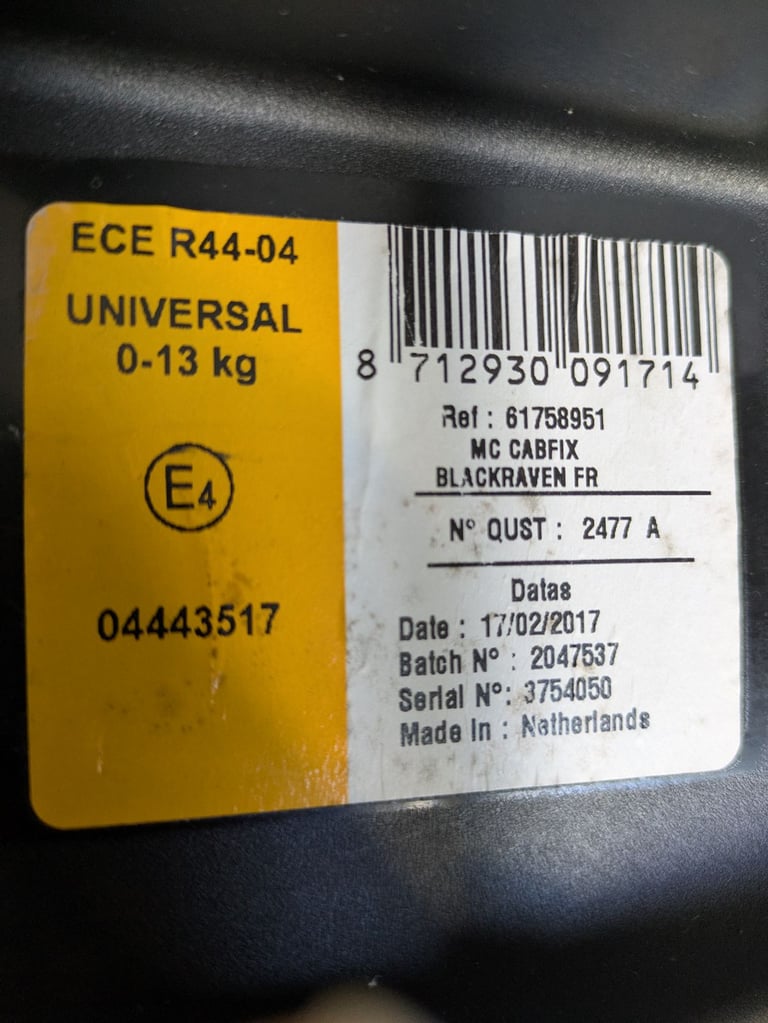 ECE R44-04
UNIVERSAL
0-13 kg
E4
04443517
8 712930 091714
Ref : 61758951
MC CABFIX
BLACKRAVEN FR
N° QUST : 2477 A
Datas
Date : 17/02/2017
Batch N° : 2047537
Serial N° : 3754050
Made In : Netherlands